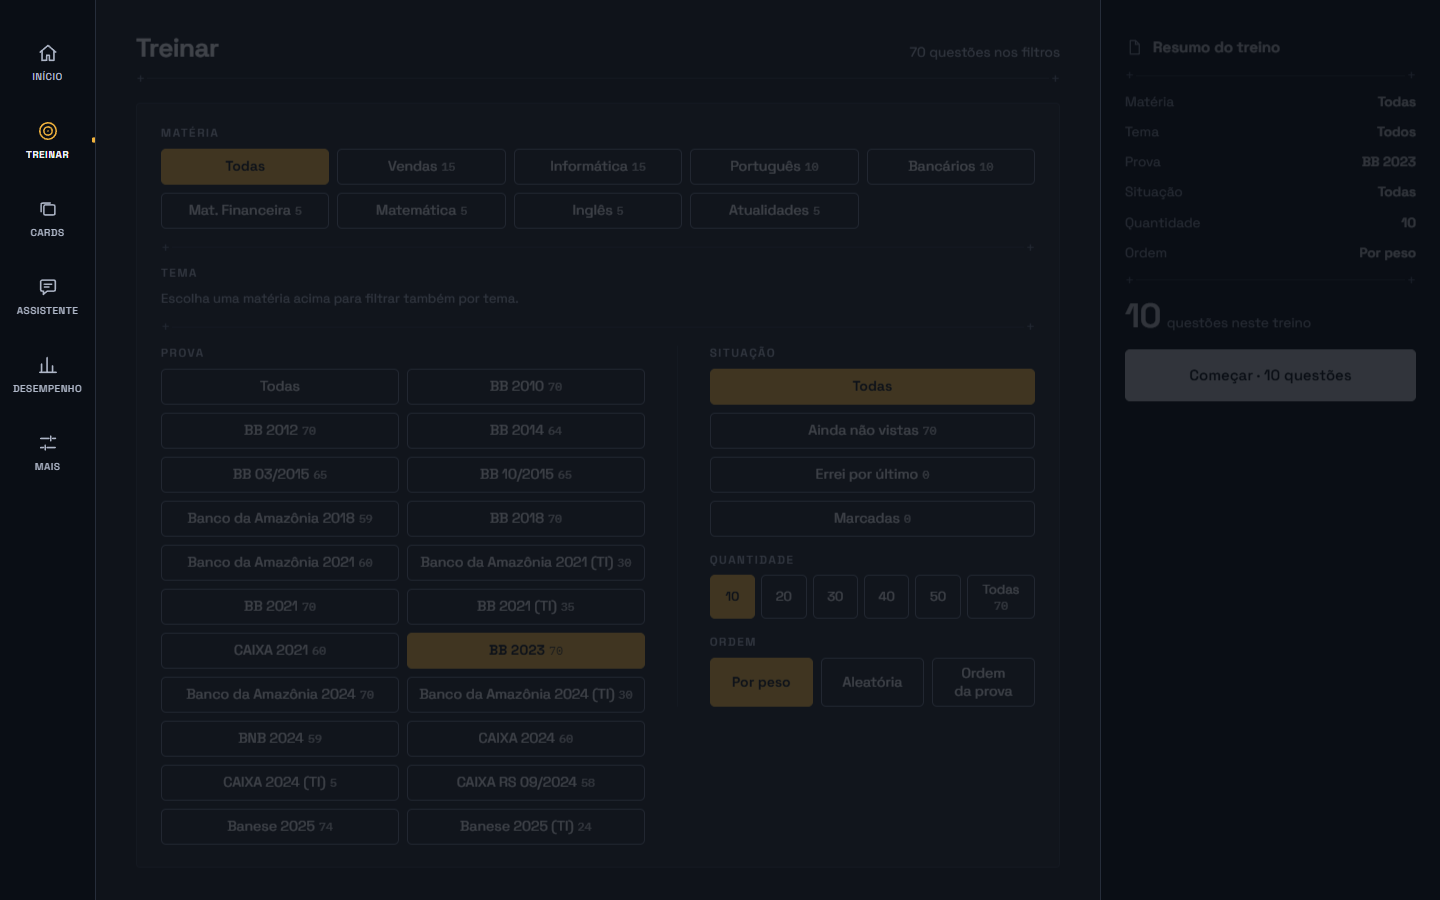 INÍCIO
TREINAR
CARDS
ASSISTENTE
DESEMPENHO
MAIS
Treinar
70 questões nos filtros
MATÉRIA
Todas
Vendas 15
Informática 15
Português 10
Bancários 10
Mat. Financeira 5
Matemática 5
Inglês 5
Atualidades 5
TEMA
Escolha uma matéria acima para filtrar também por tema.
PROVA
Todas
BB 2010 70
BB 2012 70
BB 2014 64
BB 03/2015 65
BB 10/2015 65
Banco da Amazônia 2018 59
BB 2018 70
Banco da Amazônia 2021 60
Banco da Amazônia 2021 (TI) 30
BB 2021 70
BB 2021 (TI) 35
CAIXA 2021 60
BB 2023 70
Banco da Amazônia 2024 70
Banco da Amazônia 2024 (TI) 30
BNB 2024 59
CAIXA 2024 60
CAIXA 2024 (TI) 5
CAIXA RS 09/2024 58
Banese 2025 74
Banese 2025 (TI) 24
SITUAÇÃO
Todas
Ainda não vistas 70
Errei por último 0
Marcadas 0
QUANTIDADE
10
20
30
40
50
Todas
70
ORDEM
Por peso
Aleatória
Ordem
da prova
Resumo do treino
Matéria Todas
Tema Todos
Prova BB 2023
Situação Todas
Quantidade 10
Ordem Por peso
10 questões neste treino
Começar · 10 questões